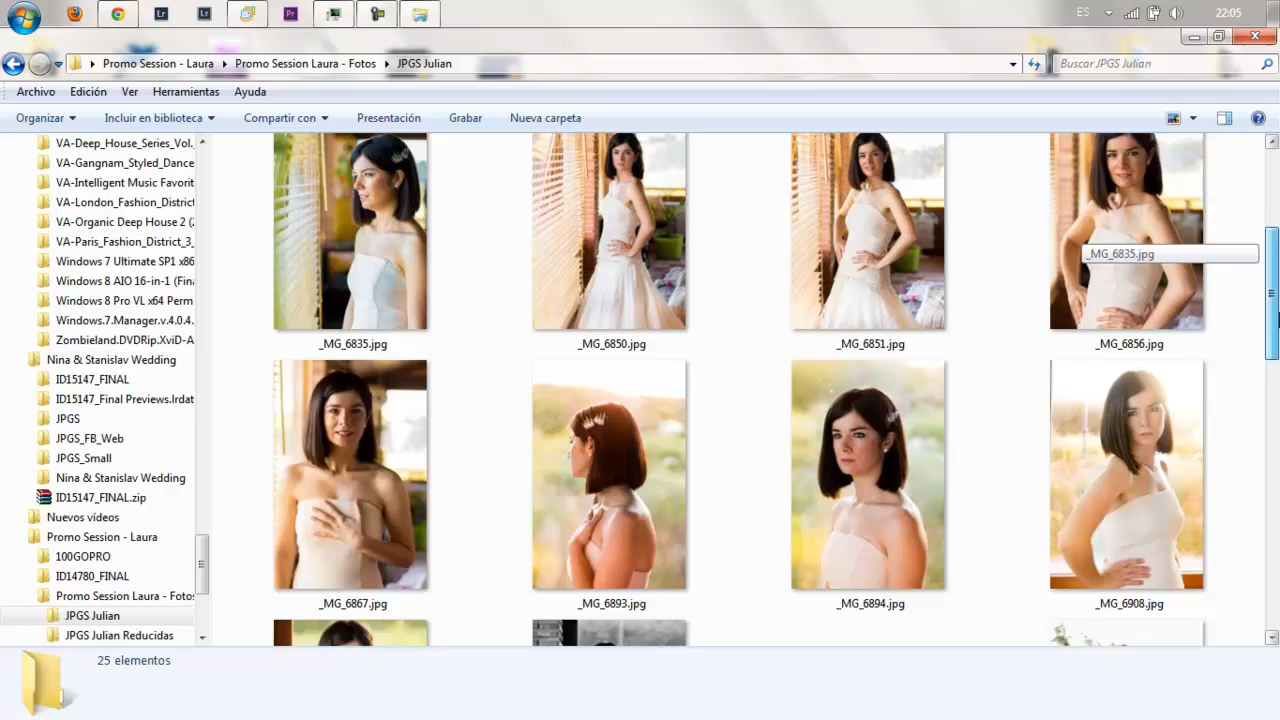 ES 22:05
Promo Session - Laura Promo Session Laura - Fotos JPGS Julian Buscar JPGS Julian
Archivo Edición Ver Herramientas Ayuda
Organizar Incluir en biblioteca Compartir con Presentación Grabar Nueva carpeta
VA-Deep_House_Series_Vol.
VA-Gangnam_Styled_Dance
VA-Intelligent Music Favorit
VA-London_Fashion_District
VA-Organic Deep House 2 (2
VA-Paris_Fashion_District_3_
Windows 7 Ultimate SP1 x86
Windows 8 AIO 16-in-1 (Fina
Windows 8 Pro VL x64 Perm
Windows.7.Manager.v.4.0.4.
Zombieland.DVDRip.XviD-A
Nina & Stanislav Wedding
ID15147_FINAL
ID15147_Final Previews.lrdat
JPGS
JPGS_FB_Web
JPGS_Small
Nina & Stanislav Wedding
ID15147_FINAL.zip
Nuevos vídeos
Promo Session - Laura
100GOPRO
ID14780_FINAL
Promo Session Laura - Fotos
JPGS Julian
JPGS Julian Reducidas
_MG_6835.jpg
_MG_6835.jpg _MG_6850.jpg _MG_6851.jpg _MG_6856.jpg
_MG_6867.jpg _MG_6893.jpg _MG_6894.jpg _MG_6908.jpg
25 elementos